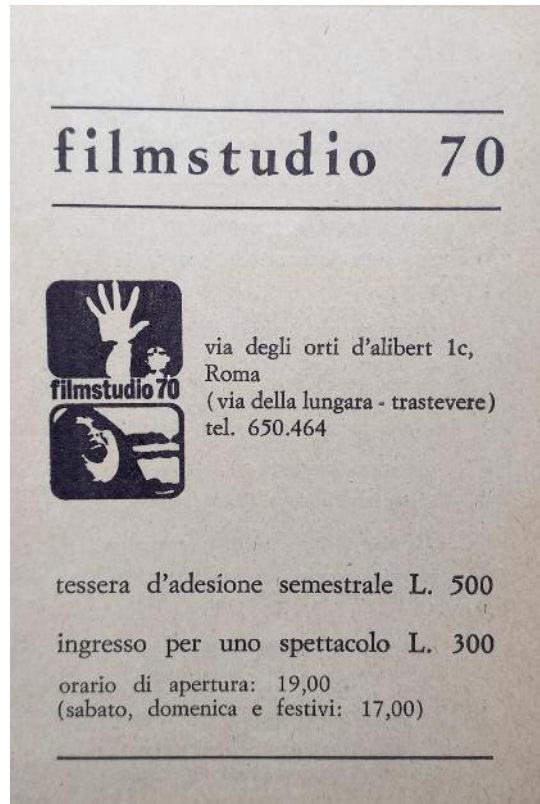 filmstudio 70
filmstudio 70
via degli orti d'alibert 1c,
Roma
(via della lungara - trastevere)
tel. 650.464
tessera d'adesione semestrale L. 500
ingresso per uno spettacolo L. 300
orario di apertura: 19,00
(sabato, domenica e festivi: 17,00)